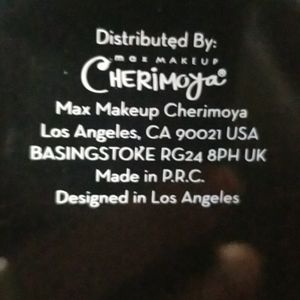 Distributed By:
max MAKEUP
CHERIMOYA®
Max Makeup Cherimoya
Los Angeles, CA 90021 USA
BASINGSTOKE RG24 8PH UK
Made in P.R.C.
Designed in Los Angeles